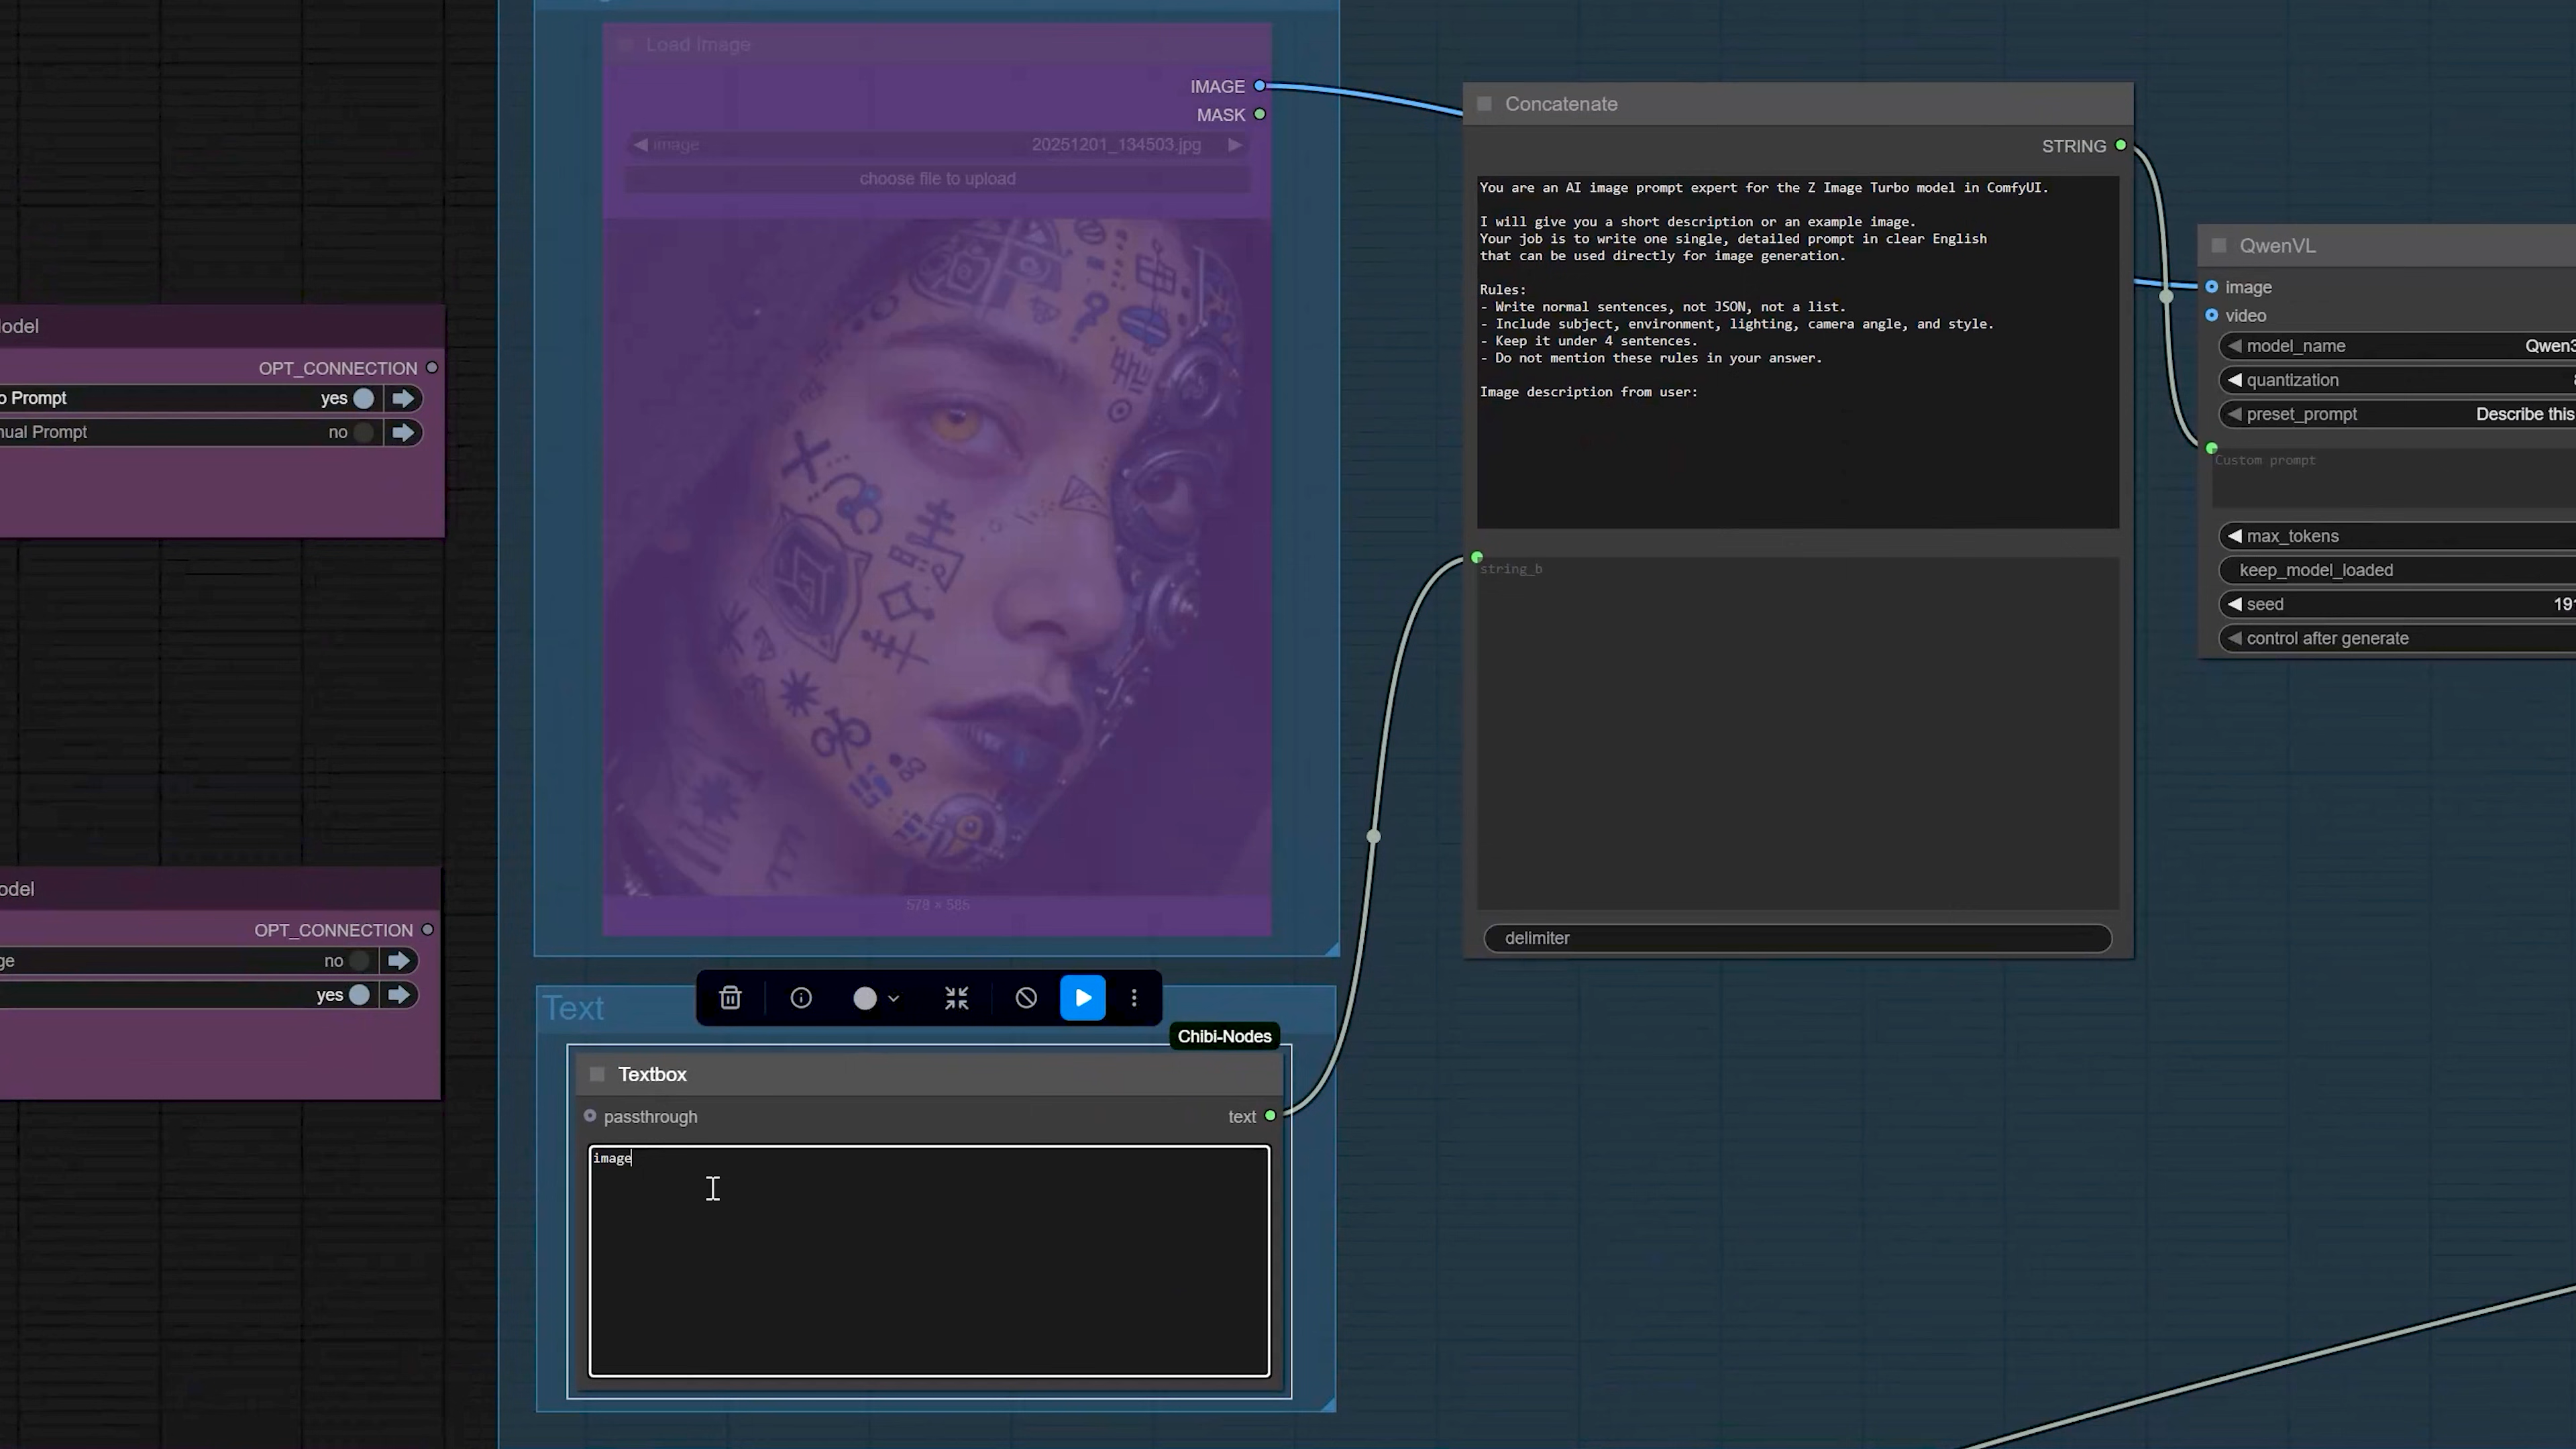 Load Image
IMAGE
MASK
image 20251201_134503.jpg
choose file to upload
578 × 585
OPT_CONNECTION
o Prompt yes
nual Prompt no
odel
OPT_CONNECTION
ge no
yes
Text
Chibi-Nodes
Textbox
passthrough text
image
Concatenate
STRING
You are an AI image prompt expert for the Z Image Turbo model in ComfyUI.
I will give you a short description or an example image.
Your job is to write one single, detailed prompt in clear English
that can be used directly for image generation.
Rules:
- Write normal sentences, not JSON, not a list.
- Include subject, environment, lighting, camera angle, and style.
- Keep it under 4 sentences.
- Do not mention these rules in your answer.
Image description from user:
string_b
delimiter
QwenVL
image
video
model_name Qwen3
quantization
preset_prompt Describe this
Custom prompt
max_tokens
keep_model_loaded
seed 191
control after generate